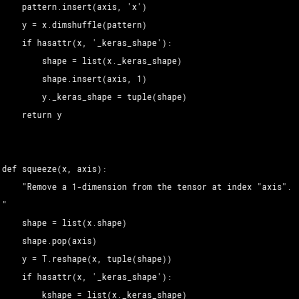 pattern.insert(axis, 'x')
y = x.dimshuffle(pattern)
if hasattr(x, '_keras_shape'):
shape = list(x._keras_shape)
shape.insert(axis, 1)
y._keras_shape = tuple(shape)
return y
def squeeze(x, axis):
"Remove a 1-dimension from the tensor at index "axis".
"
shape = list(x.shape)
shape.pop(axis)
y = T.reshape(x, tuple(shape))
if hasattr(x, '_keras_shape'):
kshape = list(x._keras_shape)